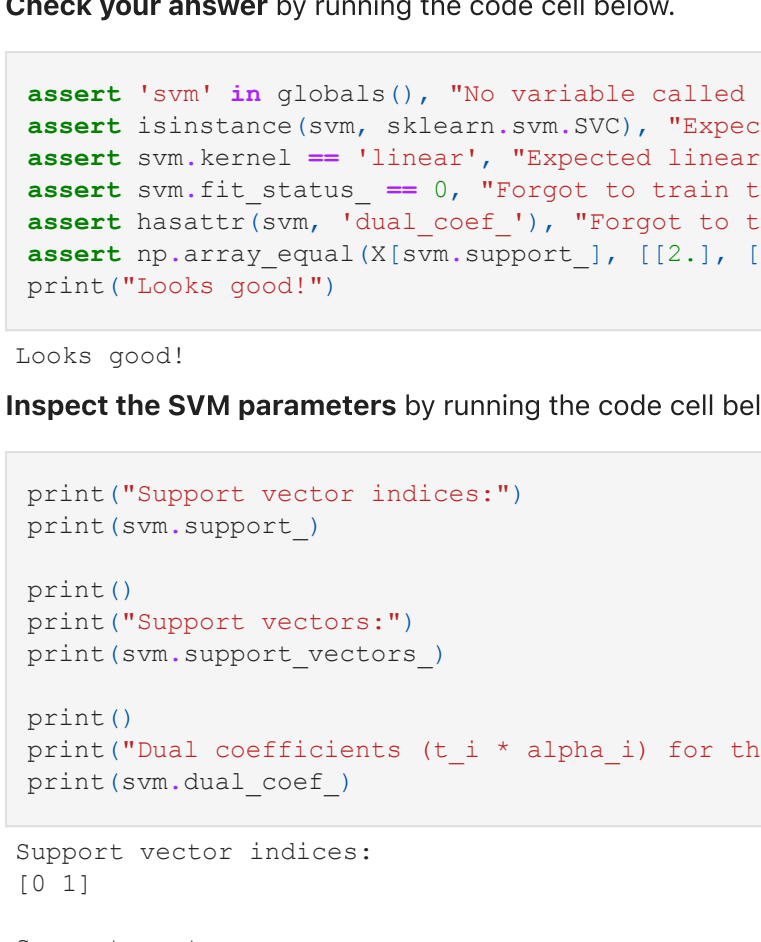 Check your answer by running the code cell below.
assert 'svm' in globals(), "No variable called
assert isinstance(svm, sklearn.svm.SVC), "Expec
assert svm.kernel == 'linear', "Expected linear
assert svm.fit_status_ == 0, "Forgot to train t
assert hasattr(svm, 'dual_coef_'), "Forgot to t
assert np.array_equal(X[svm.support_], [[2.], [
print("Looks good!")
Looks good!
Inspect the SVM parameters by running the code cell bel
print("Support vector indices:")
print(svm.support_)
print()
print("Support vectors:")
print(svm.support_vectors_)
print()
print("Dual coefficients (t_i * alpha_i) for th
print(svm.dual_coef_)
Support vector indices:
[0 1]